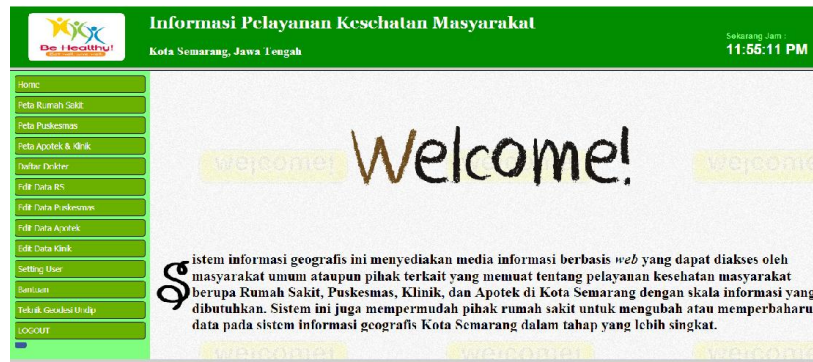 Informasi Pelayanan Kesehatan Masyarakat
Kota Semarang, Jawa Tengah
Be Healthy!
Sekarang Jam :
11:55:11 PM
Home
Peta Rumah Sakit
Peta Puskesmas
Peta Apotek & Klinik
Daftar Dokter
Edit Data RS
Edit Data Puskesmas
Edit Data Apotek
Edit Data Klinik
Setting User
Bantuan
Teknik Geodesi Undip
LOGOUT
welcome!
welcome
Welcome!
Sistem informasi geografis ini menyediakan media informasi berbasis web yang dapat diakses oleh
masyarakat umum ataupun pihak terkait yang memuat tentang pelayanan kesehatan masyarakat
berupa Rumah Sakit, Puskesmas, Klinik, dan Apotek di Kota Semarang dengan skala informasi yang
dibutuhkan. Sistem ini juga mempermudah pihak rumah sakit untuk mengubah atau memperbaharu
data pada sistem informasi geografis Kota Semarang dalam tahap yang lebih singkat.